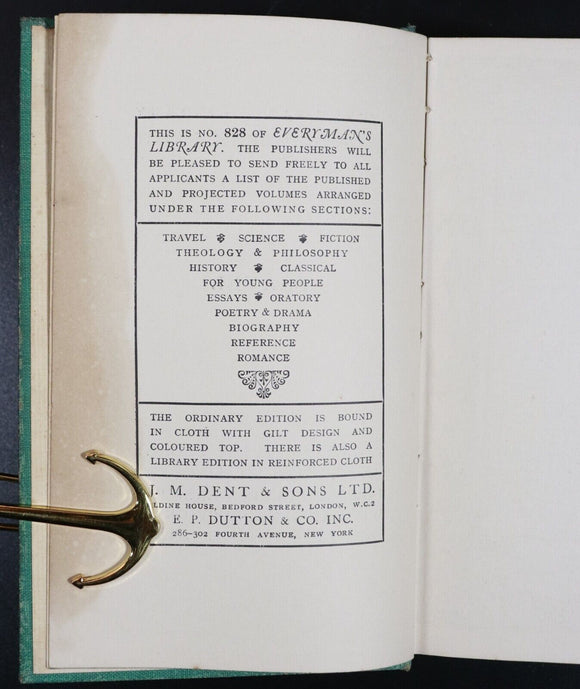 THIS IS NO. 828 OF EVERYMAN'S
LIBRARY. THE PUBLISHERS WILL
BE PLEASED TO SEND FREELY TO ALL
APPLICANTS A LIST OF THE PUBLISHED
AND PROJECTED VOLUMES ARRANGED
UNDER THE FOLLOWING SECTIONS:
TRAVEL ❦ SCIENCE ❦ FICTION
THEOLOGY & PHILOSOPHY
HISTORY ❦ CLASSICAL
FOR YOUNG PEOPLE
ESSAYS ❦ ORATORY
POETRY & DRAMA
BIOGRAPHY
REFERENCE
ROMANCE
THE ORDINARY EDITION IS BOUND
IN CLOTH WITH GILT DESIGN AND
COLOURED TOP. THERE IS ALSO A
LIBRARY EDITION IN REINFORCED CLOTH
J. M. DENT & SONS LTD.
LDINE HOUSE, BEDFORD STREET, LONDON, W.C.2
E. P. DUTTON & CO. INC.
286-302 FOURTH AVENUE, NEW YORK